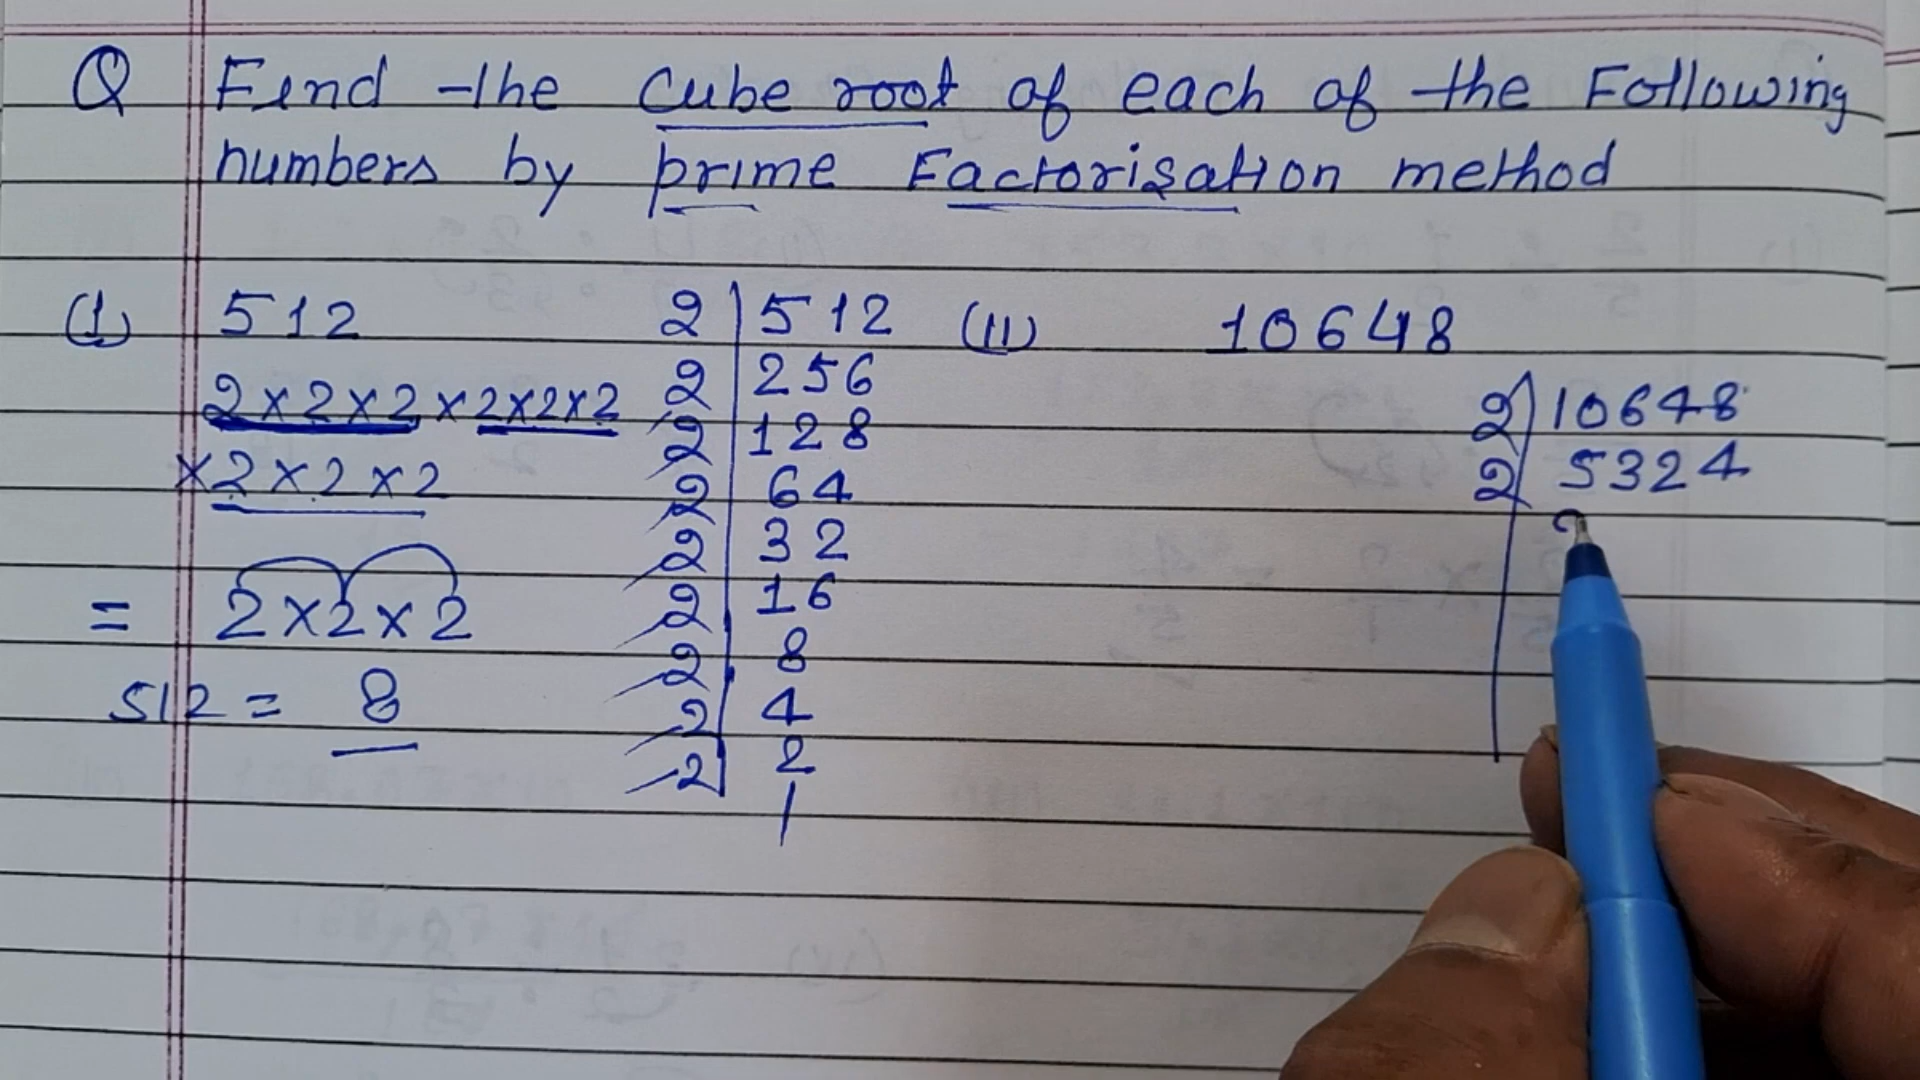 Q Find the cube root of each of the Following
numbers by prime Factorisation method
(I) 512
2×2×2×2×2×2
×2×2×2
= 2×2×2
512 = 8
2 | 512
2 | 256
2 | 128
2 | 64
2 | 32
2 | 16
2 | 8
2 | 4
2 | 2
1
(II) 10648
2 | 10648
2 | 5324